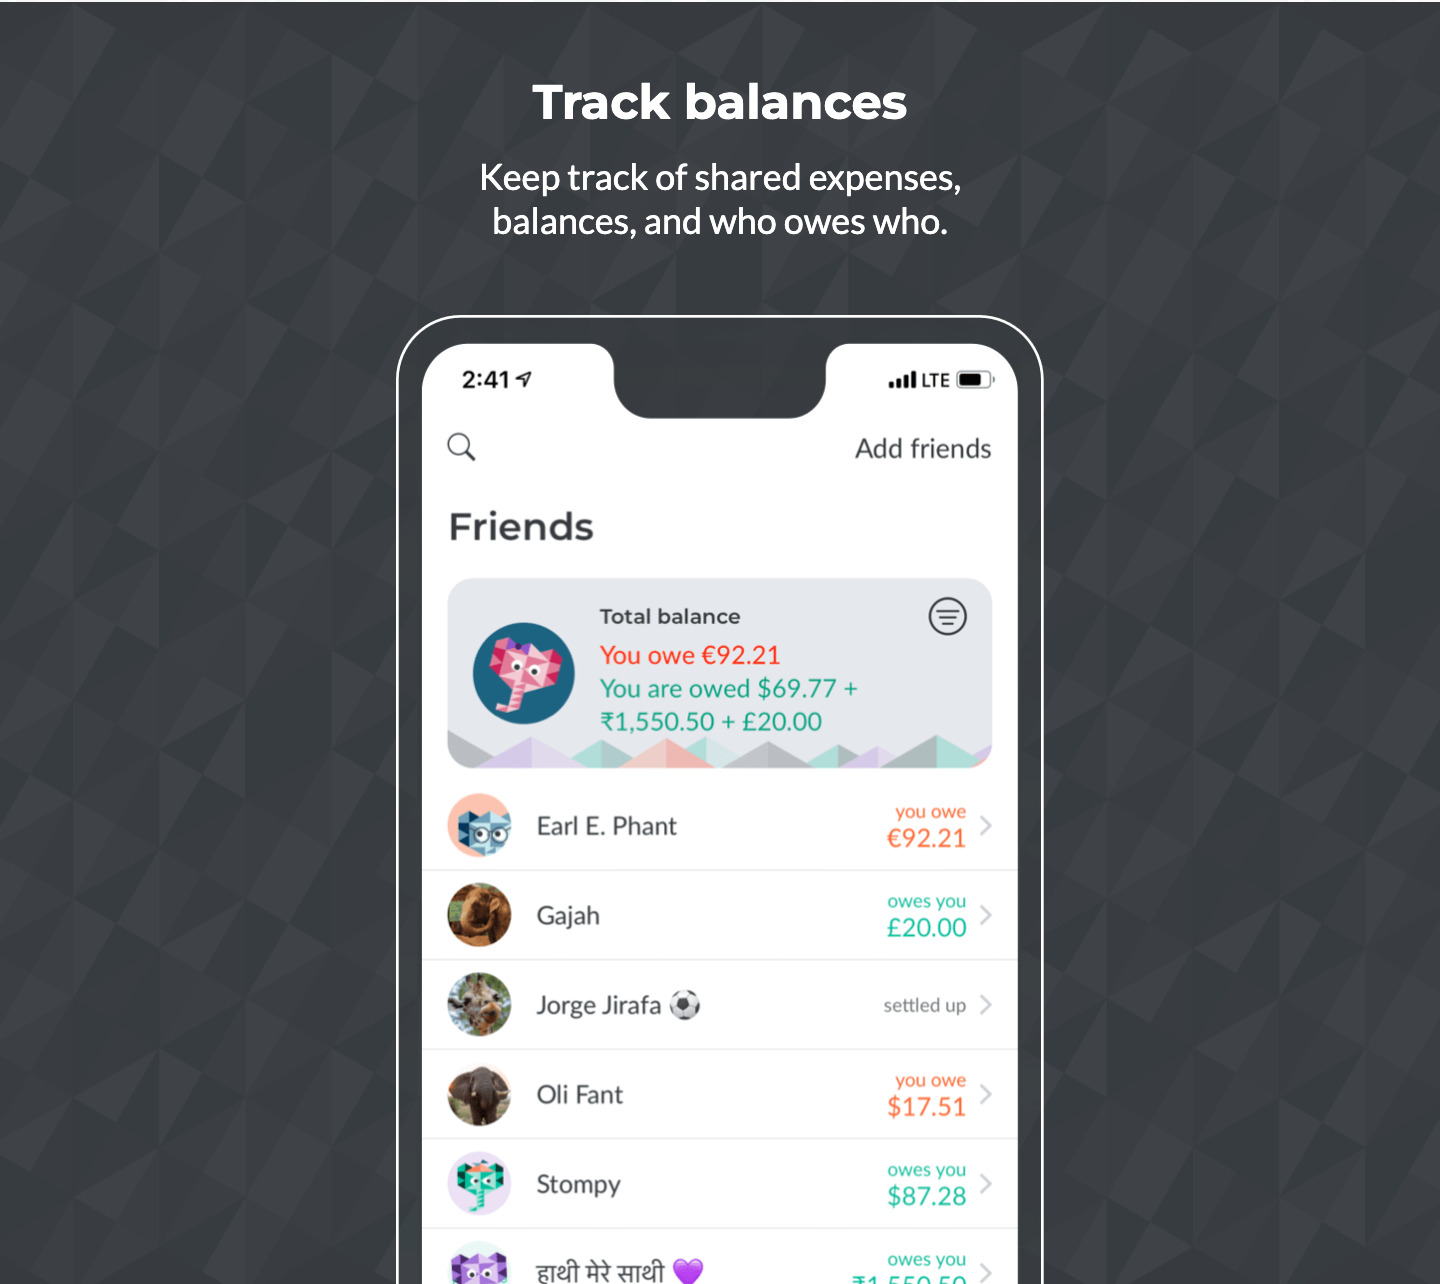 Track balances
Keep track of shared expenses,
balances, and who owes who.
2:41
LTE
Add friends
Friends
Total balance
You owe €92.21
You are owed $69.77 +
₹1,550.50 + £20.00
Earl E. Phant
you owe
€92.21
Gajah
owes you
£20.00
Jorge Jirafa ⚽
settled up
Oli Fant
you owe
$17.51
Stompy
owes you
$87.28
हाथी मेरे साथी 💜
owes you
₹1,550.50